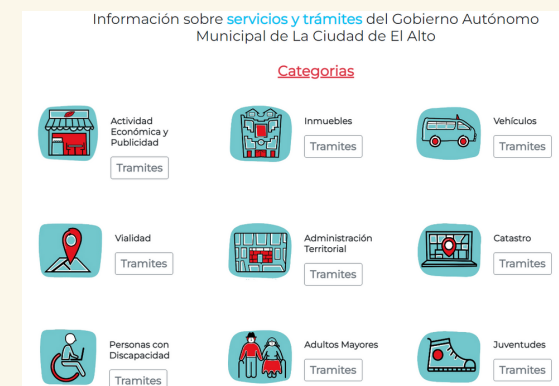 Información sobre servicios y trámites del Gobierno Autónomo
Municipal de La Ciudad de El Alto
Categorias
Actividad
Económica y
Publicidad
Tramites
Inmuebles
Tramites
Vehículos
Tramites
Vialidad
Tramites
Administración
Territorial
Tramites
Catastro
Tramites
Personas con
Discapacidad
Tramites
Adultos Mayores
Tramites
Juventudes
Tramites